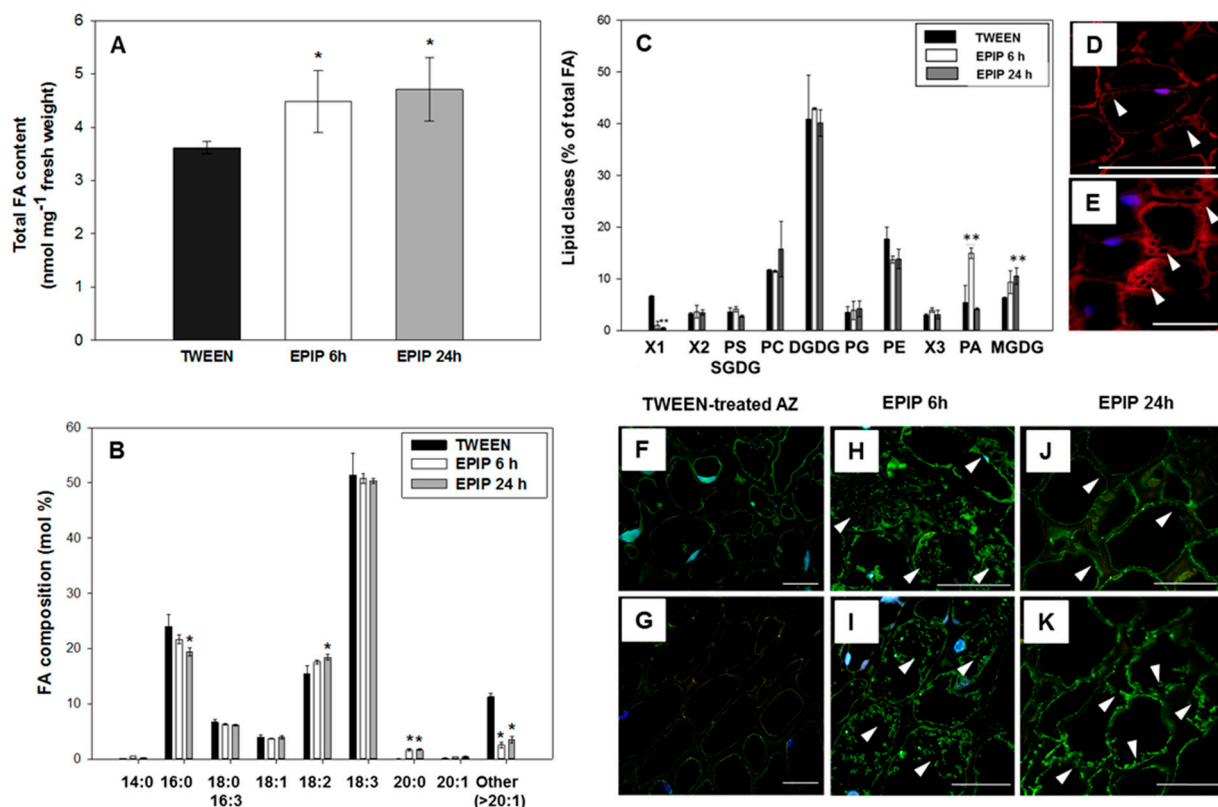 A
Total FA content
(nmol mg-1 fresh weight)
6
5
4
3
2
1
0
* *
TWEEN EPIP 6h EPIP 24h
B
FA composition (mol %)
60
50
40
30
20
10
0
TWEEN
EPIP 6 h
EPIP 24 h
* * ** * *
14:0 16:0 18:0 18:1 18:2 18:3 20:0 20:1 Other
16:3 (>20:1)
C
Lipid clases (% of total FA)
60
50
40
30
20
10
0
TWEEN
EPIP 6 h
EPIP 24 h
** ** **
X1 X2 PS PC DGDG PG PE X3 PA MGDG
SGDG
D
E
TWEEN-treated AZ EPIP 6h EPIP 24h
F H J
G I K